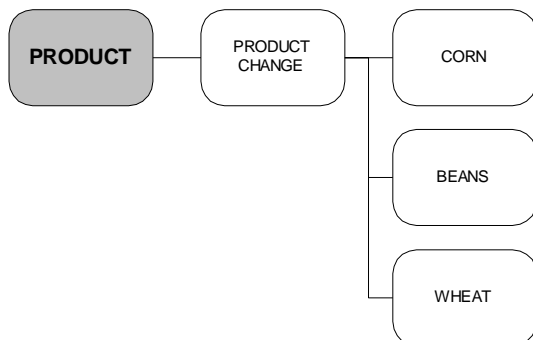 PRODUCT
PRODUCT
CHANGE
CORN
BEANS
WHEAT